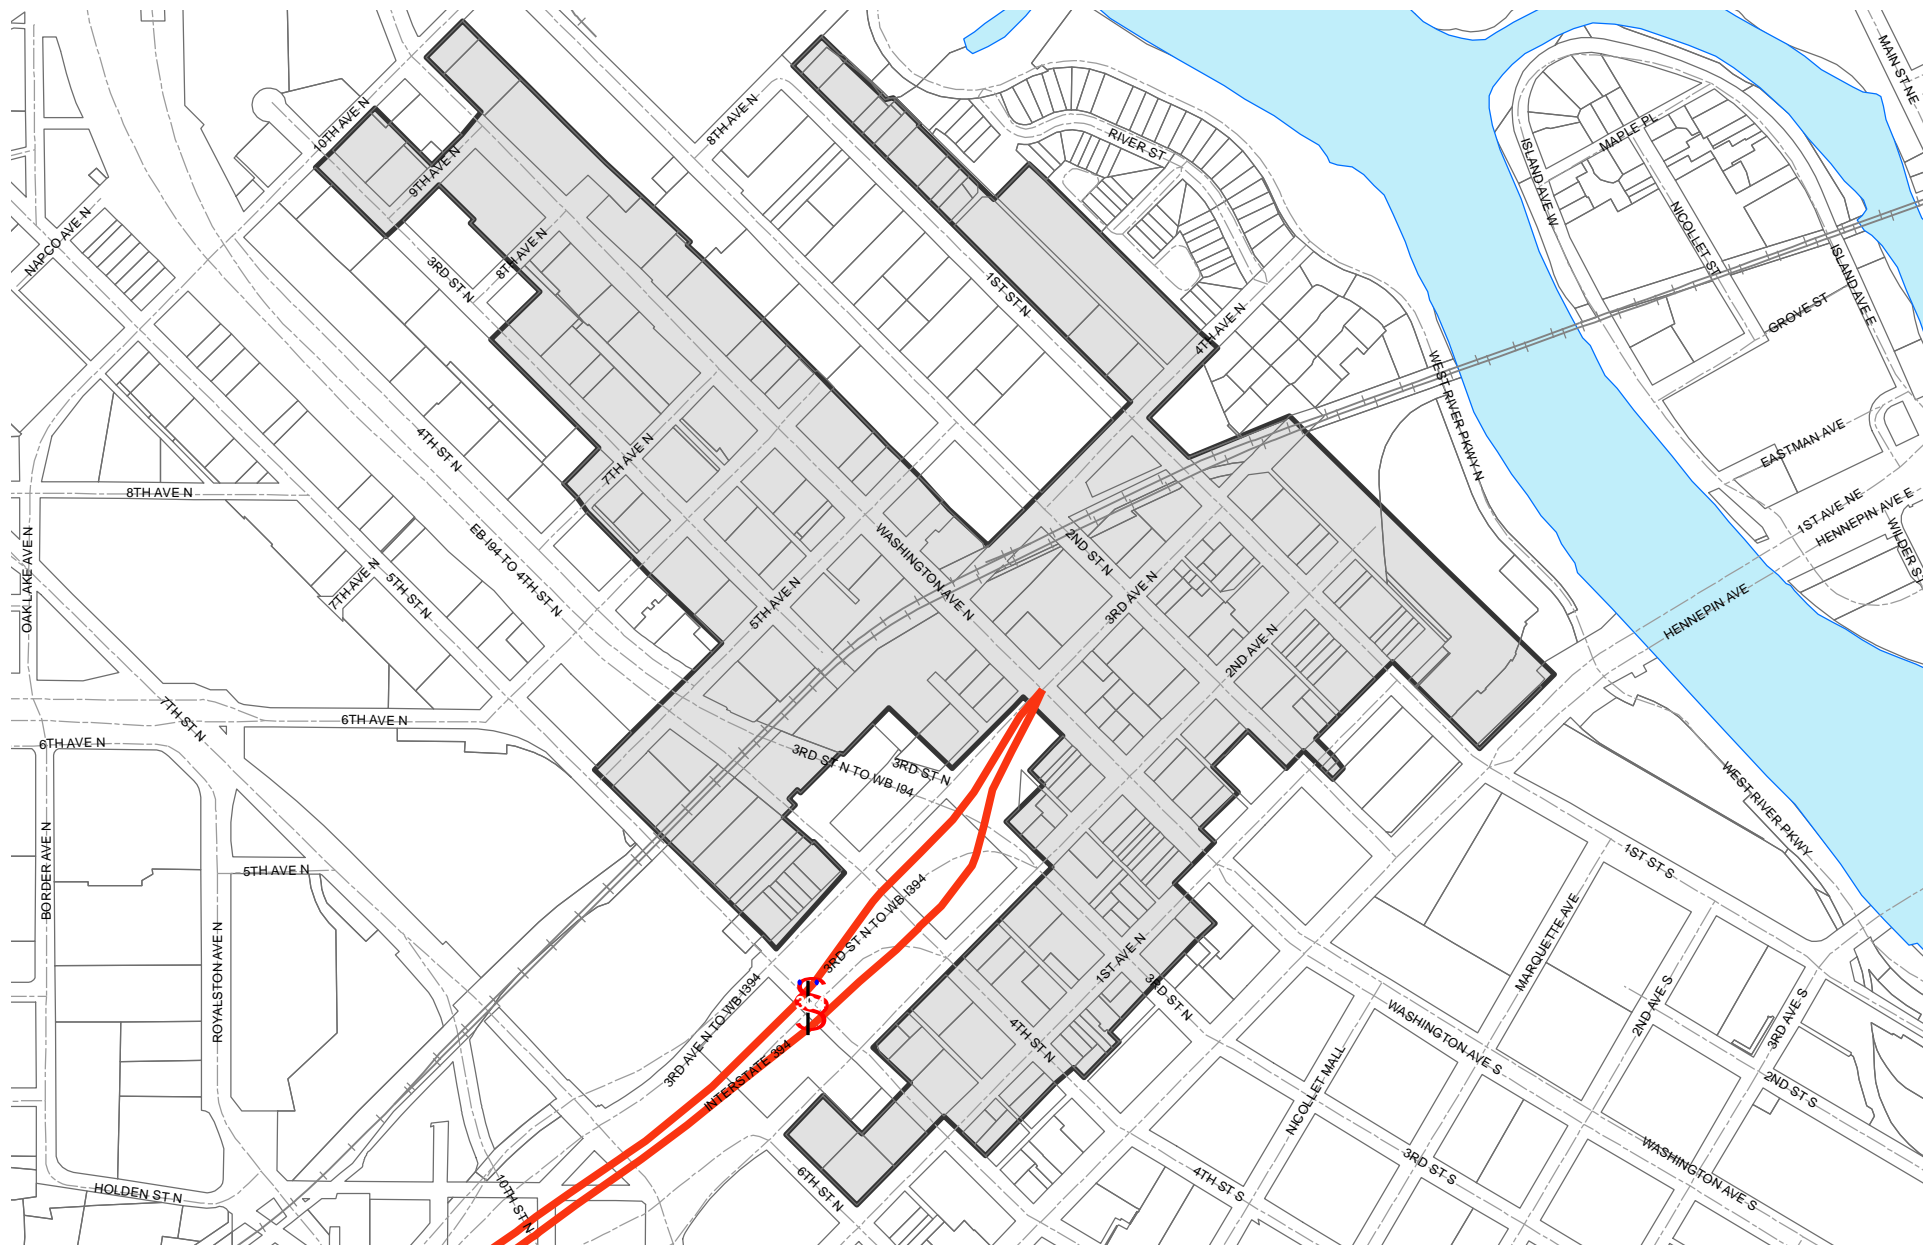 MAIN ST NE
10TH AVE N
8TH AVE N
RIVER ST
MAPLE PL
ISLAND AVE W
9TH AVE N
NAPCO AVE N
NICOLLET ST
8TH AVE N
3RD ST N
1ST ST N
ISLAND AVE E
GROVE ST
4TH AVE N
WEST RIVER PKWY N
4TH ST N
7TH AVE N
EASTMAN AVE
8TH AVE N
1ST AVE NE
HENNEPIN AVE E
WILDER ST
EB I94 TO 4TH ST N
WASHINGTON AVE N
2ND ST N
OAK LAKE AVE N
7TH AVE N
5TH ST N
5TH AVE N
3RD AVE N
HENNEPIN AVE
2ND AVE N
7TH ST N
6TH AVE N
6TH AVE N
3RD ST N TO WB I94
3RD ST N
WEST RIVER PKWY
BORDER AVE N
5TH AVE N
1ST ST S
3RD ST N TO WB I394
MARQUETTE AVE
ROYALSTON AVE N
1ST AVE N
3RD ST N
3RD AVE N TO WB I394
2ND AVE S
3RD AVE S
4TH ST N
WASHINGTON AVE S
INTERSTATE 394
NICOLLET MALL
2ND ST S
HOLDEN ST N
10TH ST N
6TH ST N
4TH ST S
3RD ST S
WASHINGTON AVE S